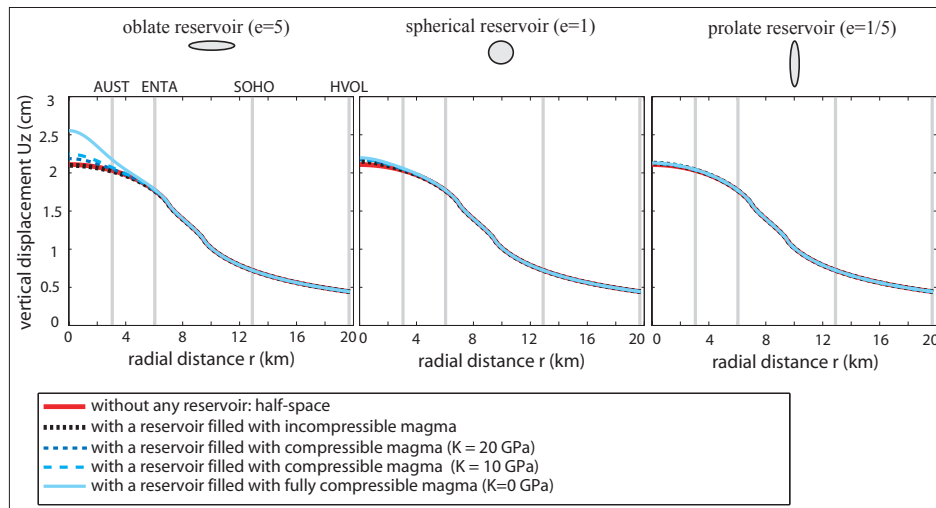 oblate reservoir (e=5)
spherical reservoir (e=1)
prolate reservoir (e=1/5)
AUST ENTA SOHO HVOL
vertical displacement Uz (cm)
3
2.5
2
1.5
1
0.5
0
0 4 8 12 16 20
0 4 8 12 16 20
0 4 8 12 16 20
radial distance r (km)
radial distance r (km)
radial distance r (km)
without any reservoir: half-space
with a reservoir filled with incompressible magma
with a reservoir filled with compressible magma (K = 20 GPa)
with a reservoir filled with compressible magma (K = 10 GPa)
with a reservoir filled with fully compressible magma (K=0 GPa)